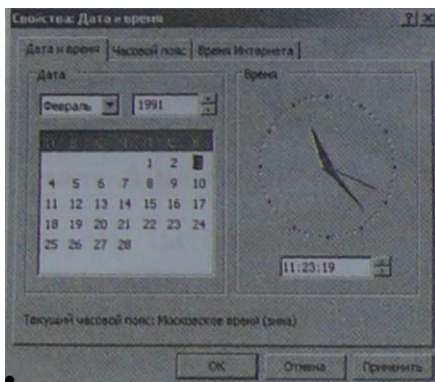 Свойства: Дата и время
Дата и время Часовой пояс Время Интернета
Дата
Время
Февраль 1991
1 2 3
4 5 6 7 8 9 10
11 12 13 14 15 16 17
18 19 20 21 22 23 24
25 26 27 28
11:23:19
Текущий часовой пояс: Московское время (зима)
ОК Отмена Применить